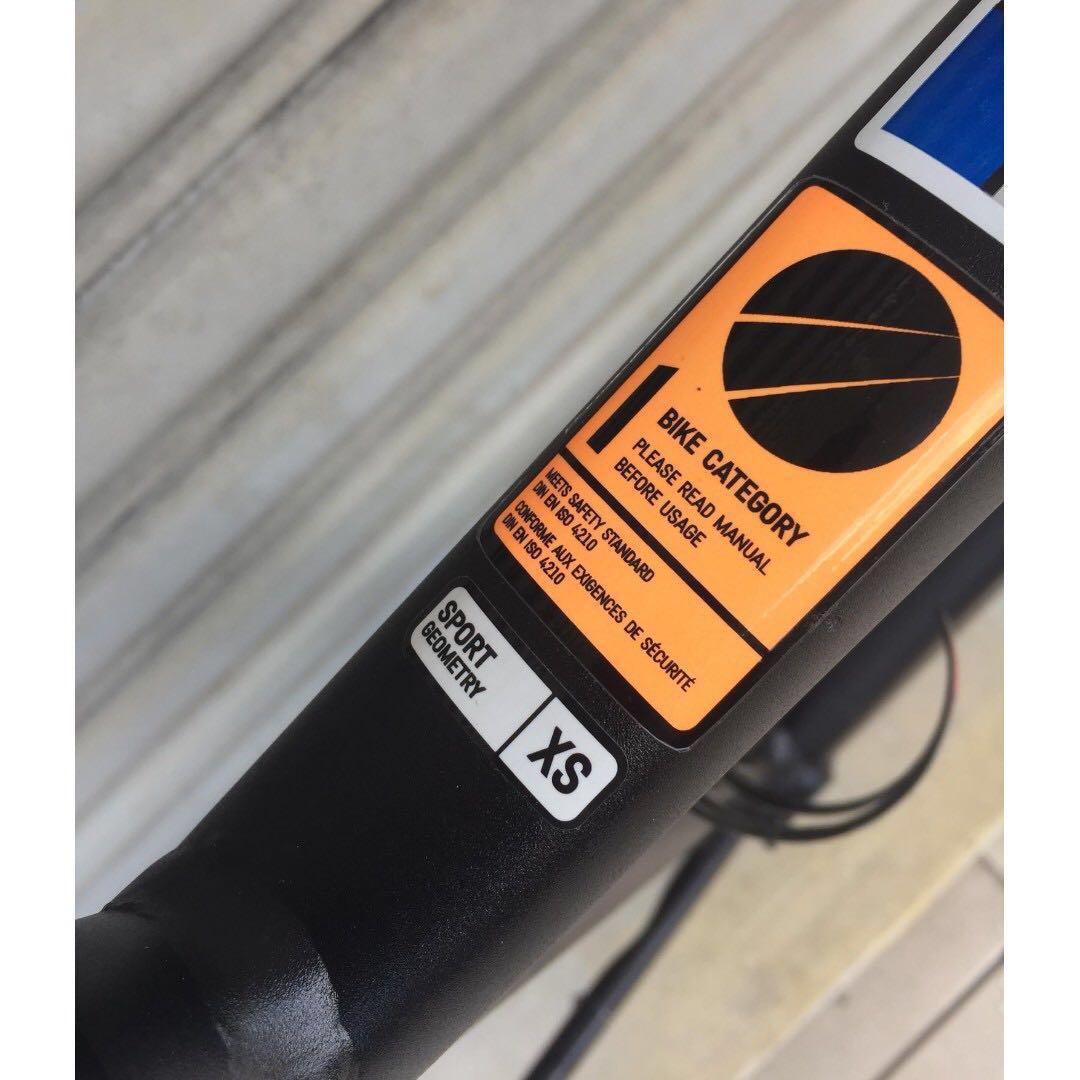 1
BIKE CATEGORY
PLEASE READ MANUAL
BEFORE USAGE
MEETS SAFETY STANDARD
DIN EN ISO 4210
CONFORME AUX EXIGENCES DE SÉCURITÉ
DIN EN ISO 4210
SPORT
GEOMETRY
XS